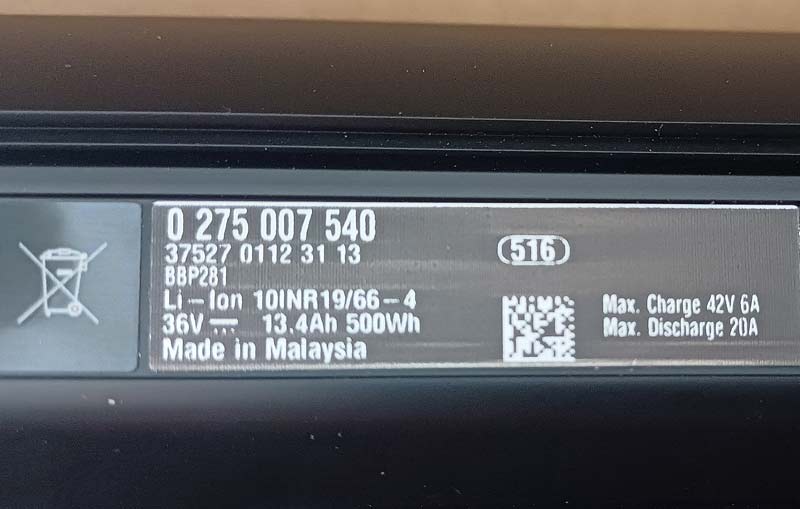 0 275 007 540
37527 0112 31 13
BBP281
Li-Ion 10INR19/66-4
36V 13.4Ah 500Wh
Made in Malaysia
516
Max. Charge 42V 6A
Max. Discharge 20A